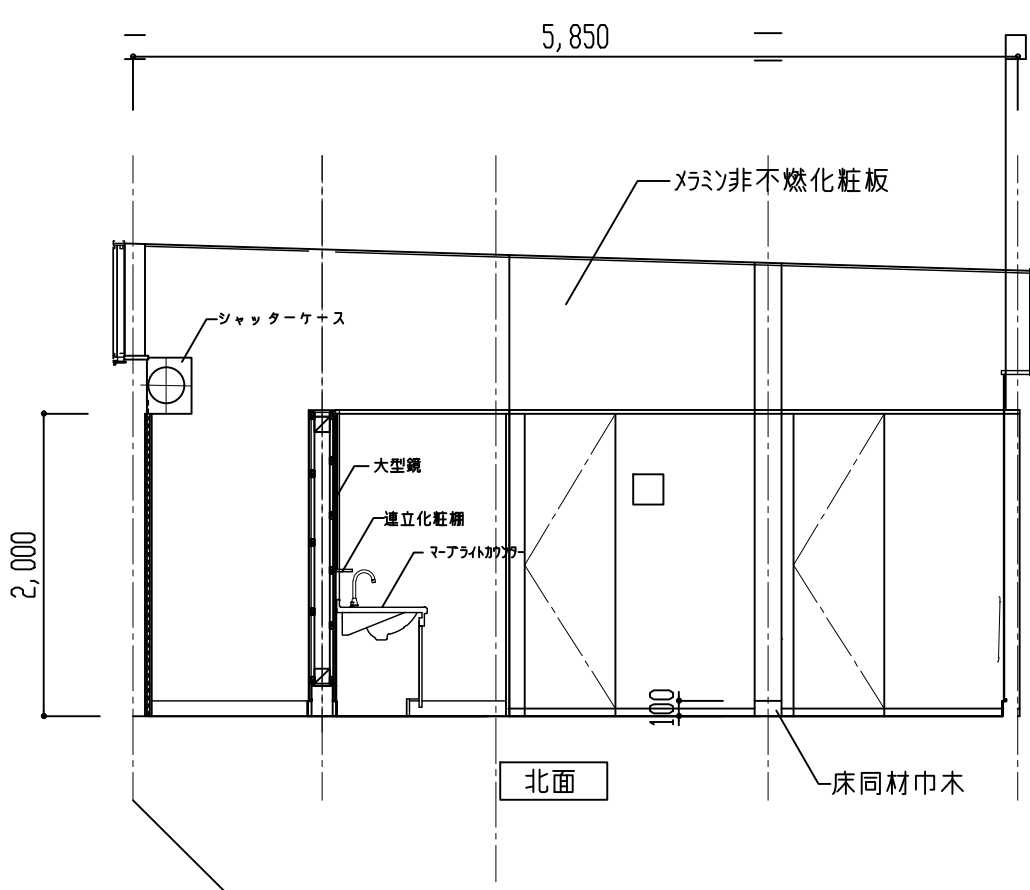 5,850
メラミン非不燃化粧板
シャッターケース
大型鏡
連立化粧棚
マーブライトカウンター
2,000
100
北面
床同材巾木